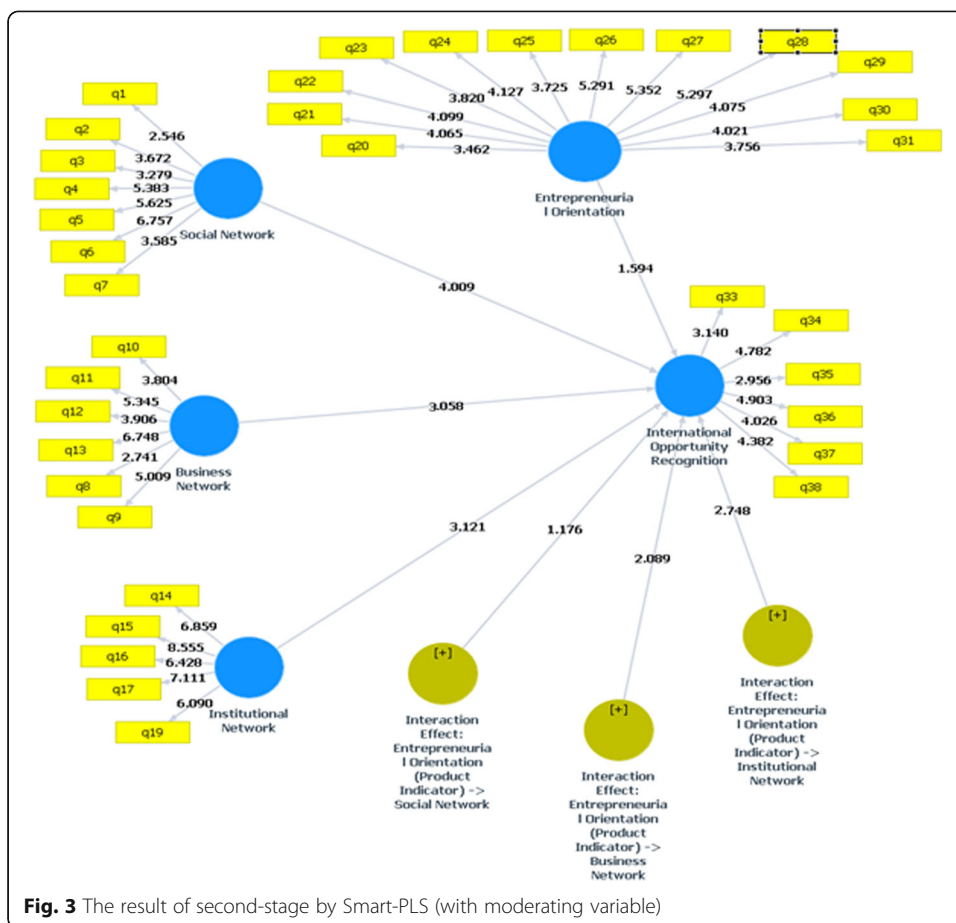 q23
q24
q25
q26
q27
q28
q29
q22
q21
q20
q30
q31
3.820
4.127
3.725
5.291
5.352
5.297
4.075
4.099
4.065
3.462
4.021
3.756
Entrepreneuria
l Orientation
q1
q2
q3
q4
q5
q6
q7
2.546
3.672
3.279
5.383
5.625
6.757
3.585
Social Network
4.009
1.594
q33
q34
q35
q36
q37
q38
3.140
4.782
2.956
4.903
4.026
4.382
International
Opportunity
Recognition
q10
q11
q12
q13
q8
q9
3.804
5.345
3.906
6.748
2.741
5.009
Business
Network
3.058
3.121
1.176
2.089
2.748
q14
q15
q16
q17
q19
6.859
8.555
6.428
7.111
6.090
Institutional
Network
[+]
Interaction
Effect:
Entrepreneuria
l Orientation
(Product
Indicator) ->
Social Network
[+]
Interaction
Effect:
Entrepreneuria
l Orientation
(Product
Indicator) ->
Business
Network
[+]
Interaction
Effect:
Entrepreneuria
l Orientation
(Product
Indicator) ->
Institutional
Network
Fig. 3 The result of second-stage by Smart-PLS (with moderating variable)